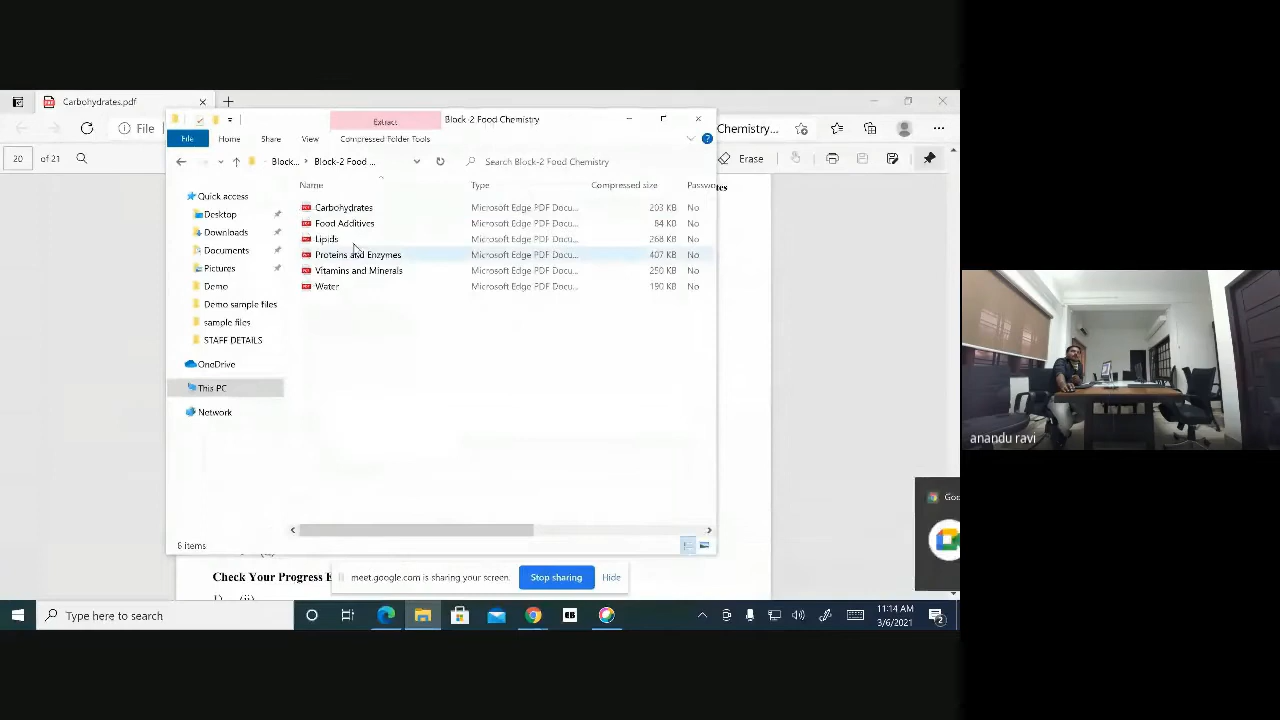 Carbohydrates.pdf
File
Chemistry...
20 of 21
Erase
tes
Extract
Block-2 Food Chemistry
File Home Share View Compressed Folder Tools
Block... Block-2 Food ...
Search Block-2 Food Chemistry
Name Type Compressed size Passwo
Quick access
Desktop
Downloads
Documents
Pictures
Demo
Demo sample files
sample files
STAFF DETAILS
OneDrive
This PC
Network
Carbohydrates Microsoft Edge PDF Docu... 203 KB No
Food Additives Microsoft Edge PDF Docu... 84 KB No
Lipids Microsoft Edge PDF Docu... 268 KB No
Proteins and Enzymes Microsoft Edge PDF Docu... 407 KB No
Vitamins and Minerals Microsoft Edge PDF Docu... 250 KB No
Water Microsoft Edge PDF Docu... 190 KB No
6 items
Check Your Progress E
meet.google.com is sharing your screen. Stop sharing Hide
Goo
anandu ravi
Type here to search
11:14 AM
3/6/2021
2